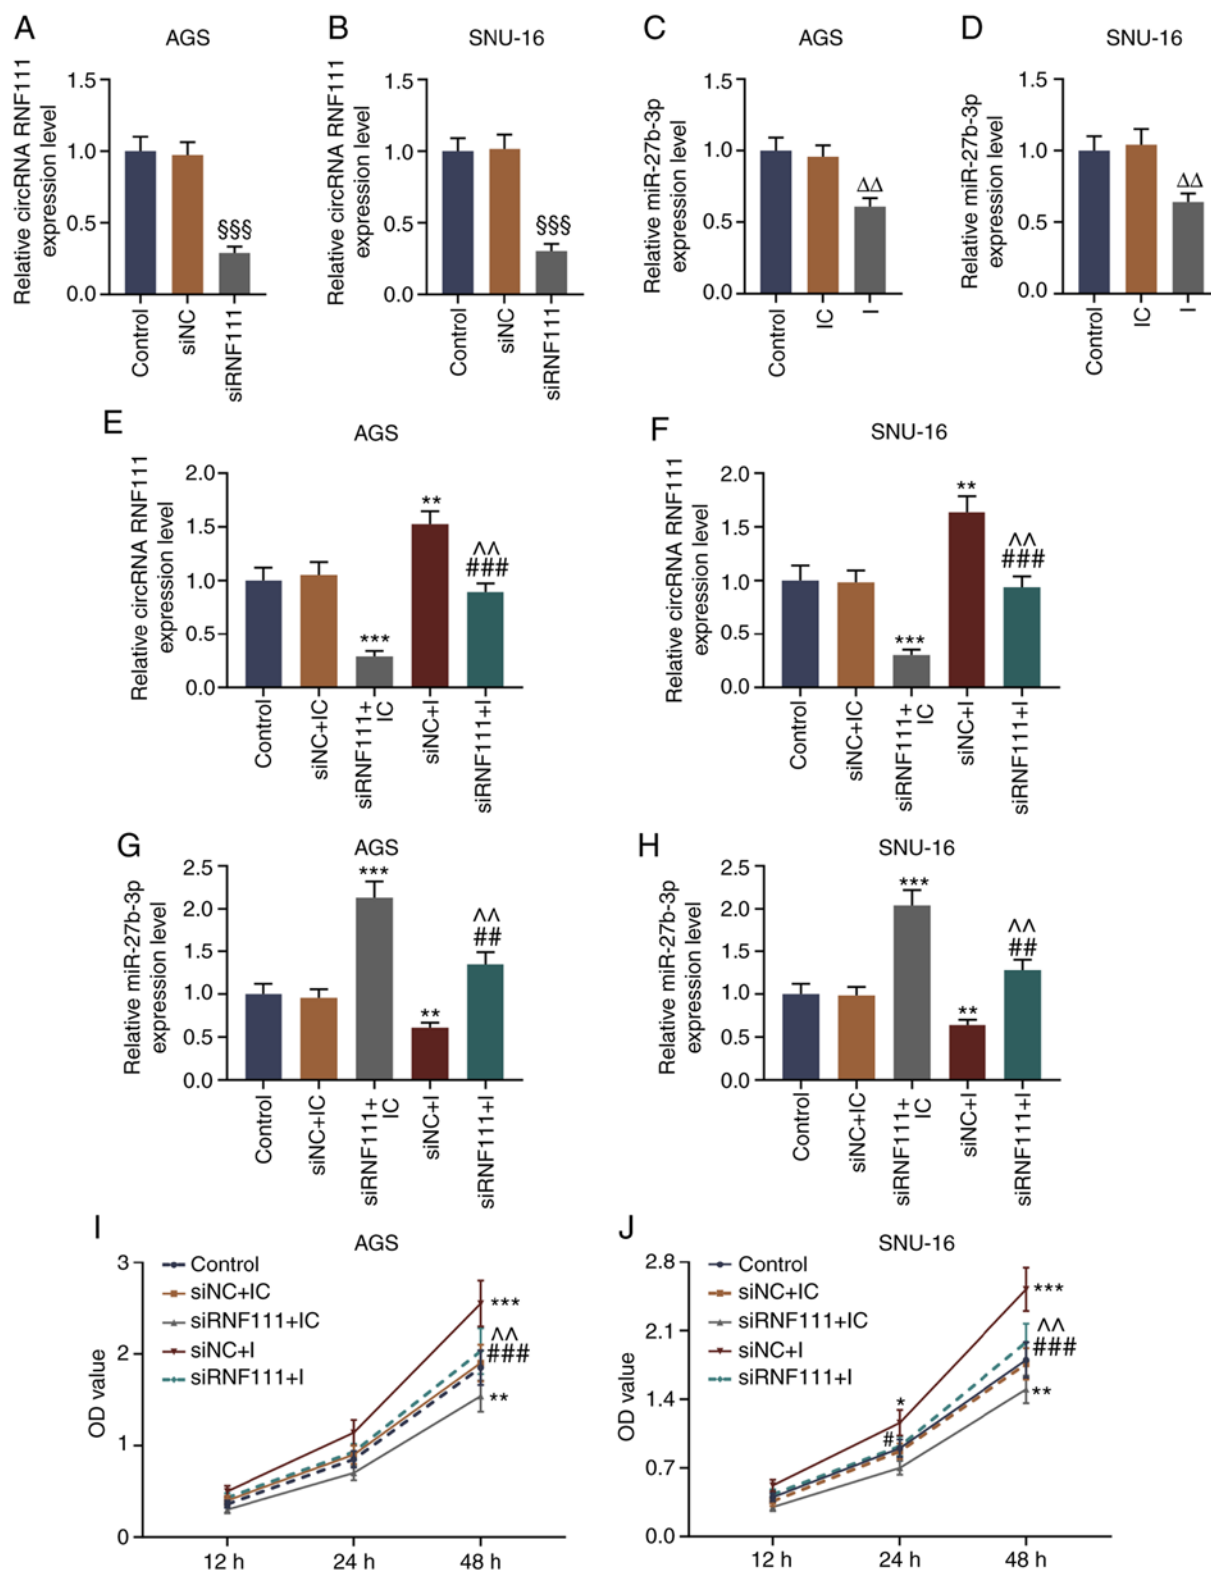 A
AGS
Relative circRNA RNF111
expression level
1.5
1.0
0.5
0.0
§§§
Control
siNC
siRNF111
B
SNU-16
Relative circRNA RNF111
expression level
1.5
1.0
0.5
0.0
§§§
Control
siNC
siRNF111
C
AGS
Relative miR-27b-3p
expression level
1.5
1.0
0.5
0.0
ΔΔ
Control
IC
I
D
SNU-16
Relative miR-27b-3p
expression level
1.5
1.0
0.5
0.0
ΔΔ
Control
IC
I
E
AGS
Relative circRNA RNF111
expression level
2.0
1.5
1.0
0.5
0.0
***
**
^^
###
Control
siNC+IC
siRNF111+
IC
siNC+I
siRNF111+I
F
SNU-16
Relative circRNA RNF111
expression level
2.0
1.5
1.0
0.5
0.0
***
**
^^
###
Control
siNC+IC
siRNF111+
IC
siNC+I
siRNF111+I
G
AGS
Relative miR-27b-3p
expression level
2.5
2.0
1.5
1.0
0.5
0.0
***
**
^^
##
Control
siNC+IC
siRNF111+
IC
siNC+I
siRNF111+I
H
SNU-16
Relative miR-27b-3p
expression level
2.5
2.0
1.5
1.0
0.5
0.0
***
**
^^
##
Control
siNC+IC
siRNF111+
IC
siNC+I
siRNF111+I
I
AGS
OD value
3
2
1
0
Control
siNC+IC
siRNF111+IC
siNC+I
siRNF111+I
***
^^
###
**
12 h
24 h
48 h
J
SNU-16
OD value
2.8
2.1
1.4
0.7
0.0
Control
siNC+IC
siRNF111+IC
siNC+I
siRNF111+I
*
#
***
^^
###
**
12 h
24 h
48 h